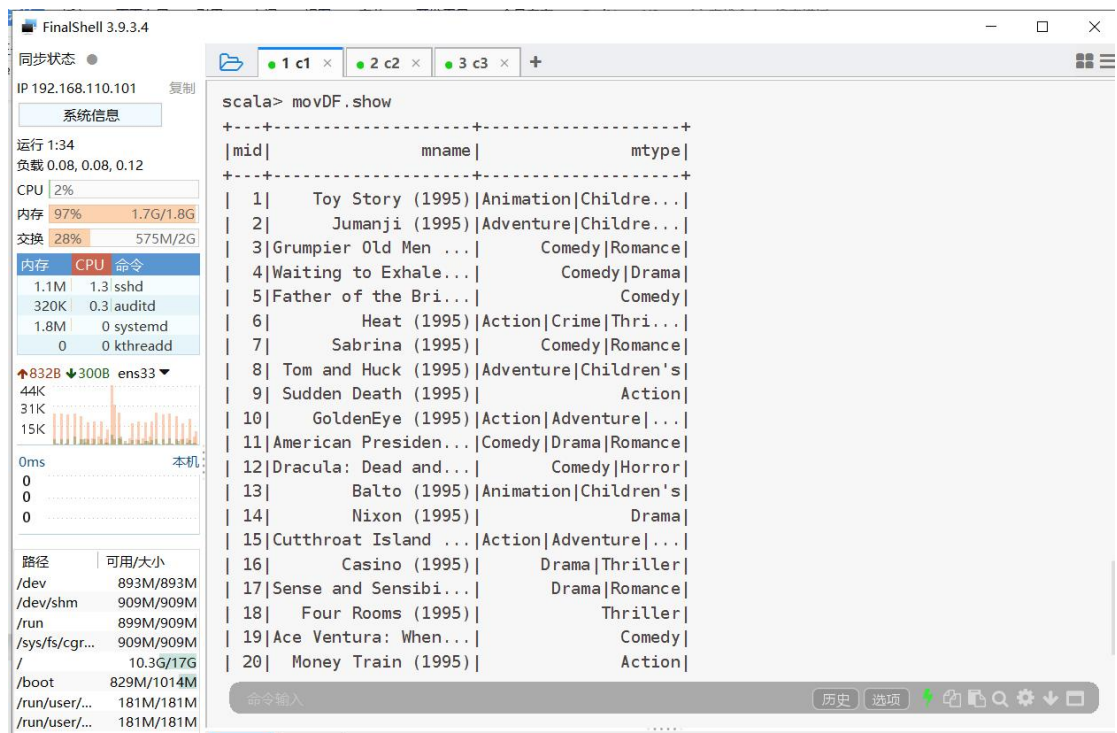 FinalShell 3.9.3.4
同步状态
IP 192.168.110.101 复制
系统信息
运行 1:34
负载 0.08, 0.08, 0.12
CPU 2%
内存 97% 1.7G/1.8G
交换 28% 575M/2G
内存 CPU 命令
1.1M 1.3 sshd
320K 0.3 auditd
1.8M 0 systemd
0 0 kthreadd
832B 300B ens33
44K
31K
15K
0ms 本机
0
0
0
路径 可用/大小
/dev 893M/893M
/dev/shm 909M/909M
/run 899M/909M
/sys/fs/cgr... 909M/909M
/ 10.3G/17G
/boot 829M/1014M
/run/user/... 181M/181M
/run/user/... 181M/181M
1 c1 × 2 c2 × 3 c3 × +
scala> movDF.show
+---+--------------------+--------------------+
|mid|               mname|               mtype|
+---+--------------------+--------------------+
|  1|    Toy Story (1995)|Animation|Childre...|
|  2|      Jumanji (1995)|Adventure|Childre...|
|  3|Grumpier Old Men ...|      Comedy|Romance|
|  4|Waiting to Exhale...|        Comedy|Drama|
|  5|Father of the Bri...|              Comedy|
|  6|         Heat (1995)|Action|Crime|Thri...|
|  7|      Sabrina (1995)|      Comedy|Romance|
|  8| Tom and Huck (1995)|Adventure|Children's|
|  9| Sudden Death (1995)|              Action|
| 10|    GoldenEye (1995)|Action|Adventure|...|
| 11|American Presiden...|Comedy|Drama|Romance|
| 12|Dracula: Dead and...|       Comedy|Horror|
| 13|        Balto (1995)|Animation|Children's|
| 14|        Nixon (1995)|               Drama|
| 15|Cutthroat Island ...|Action|Adventure|...|
| 16|       Casino (1995)|      Drama|Thriller|
| 17|Sense and Sensibi...|       Drama|Romance|
| 18|   Four Rooms (1995)|            Thriller|
| 19|Ace Ventura: When...|              Comedy|
| 20|  Money Train (1995)|              Action|
命令输入 历史 选项